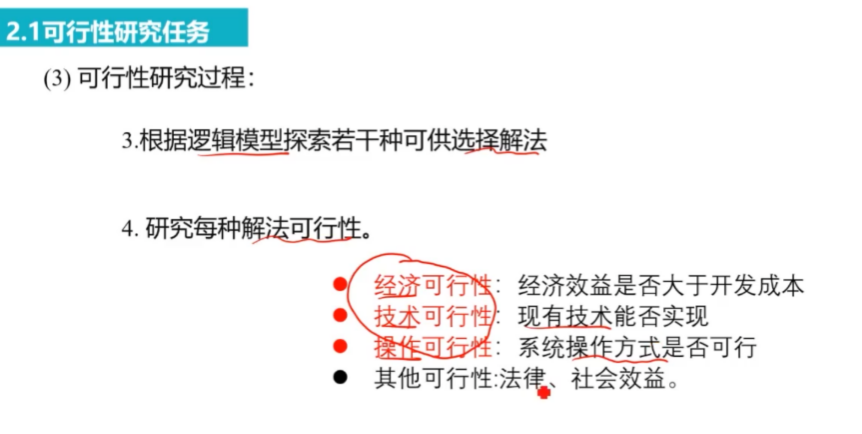 2.1可行性研究任务
(3) 可行性研究过程：
3.根据逻辑模型探索若干种可供选择解法
4. 研究每种解法可行性。
● 经济可行性：经济效益是否大于开发成本
● 技术可行性：现有技术能否实现
● 操作可行性：系统操作方式是否可行
● 其他可行性:法律、社会效益。